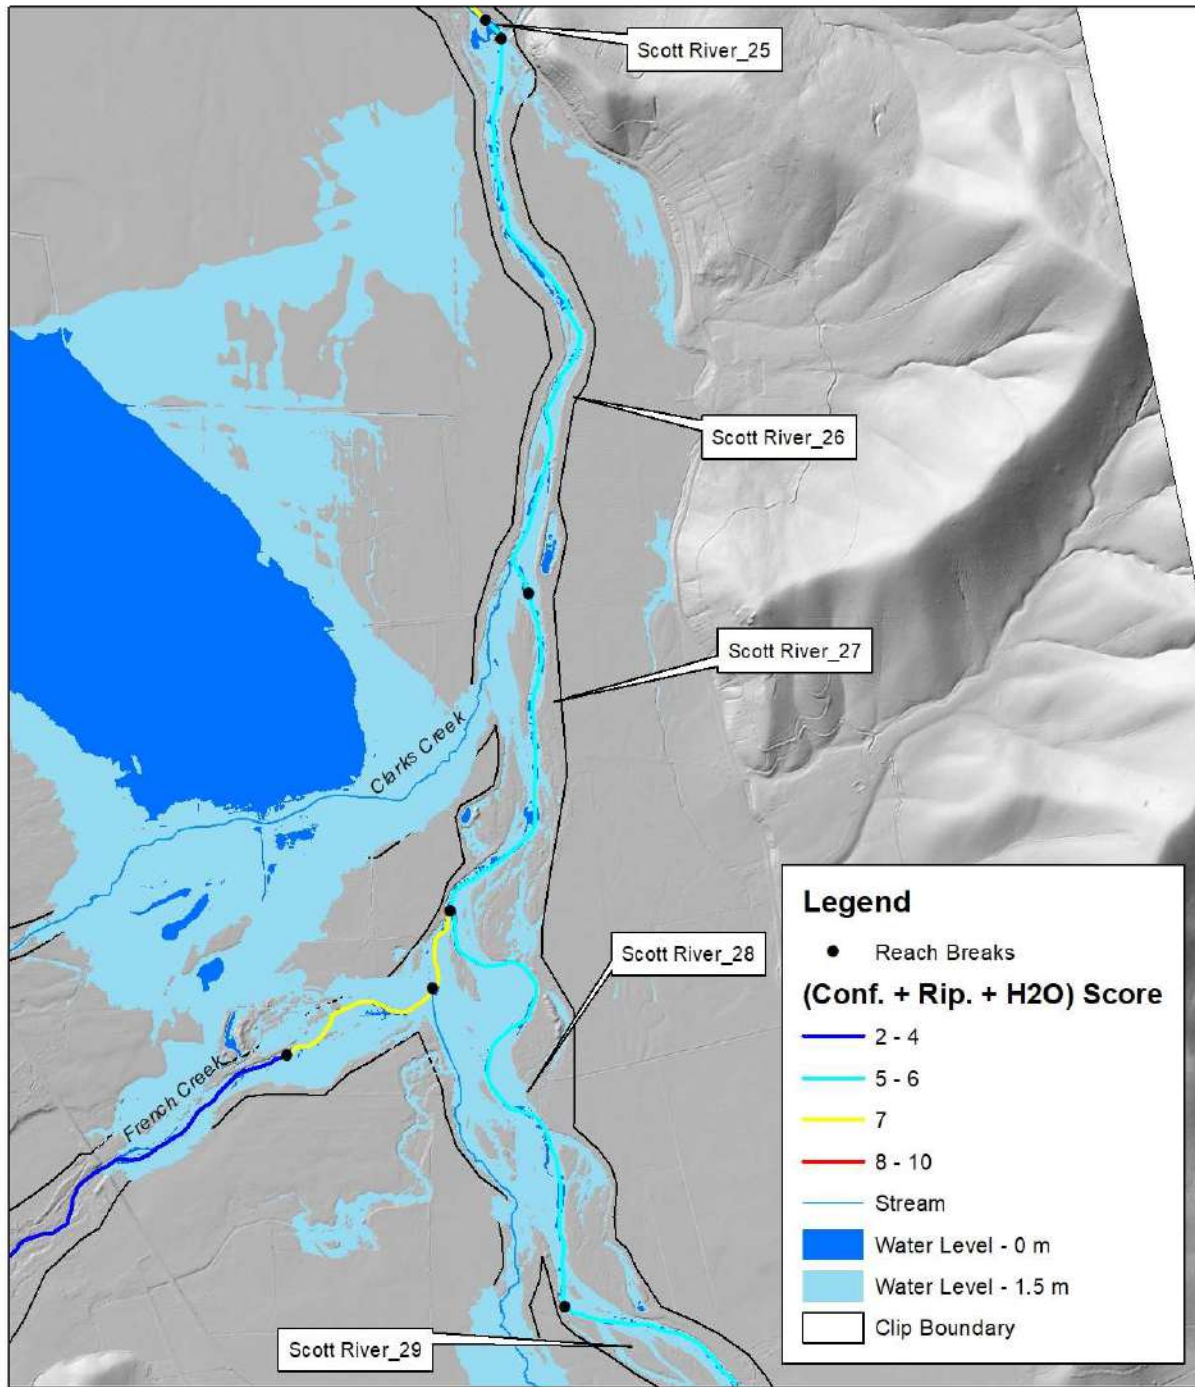 Scott River_25
Scott River_26
Scott River_27
Clarks Creek
Scott River_28
French Creek
Scott River_29
Legend
Reach Breaks
(Conf. + Rip. + H2O) Score
2 - 4
5 - 6
7
8 - 10
Stream
Water Level - 0 m
Water Level - 1.5 m
Clip Boundary